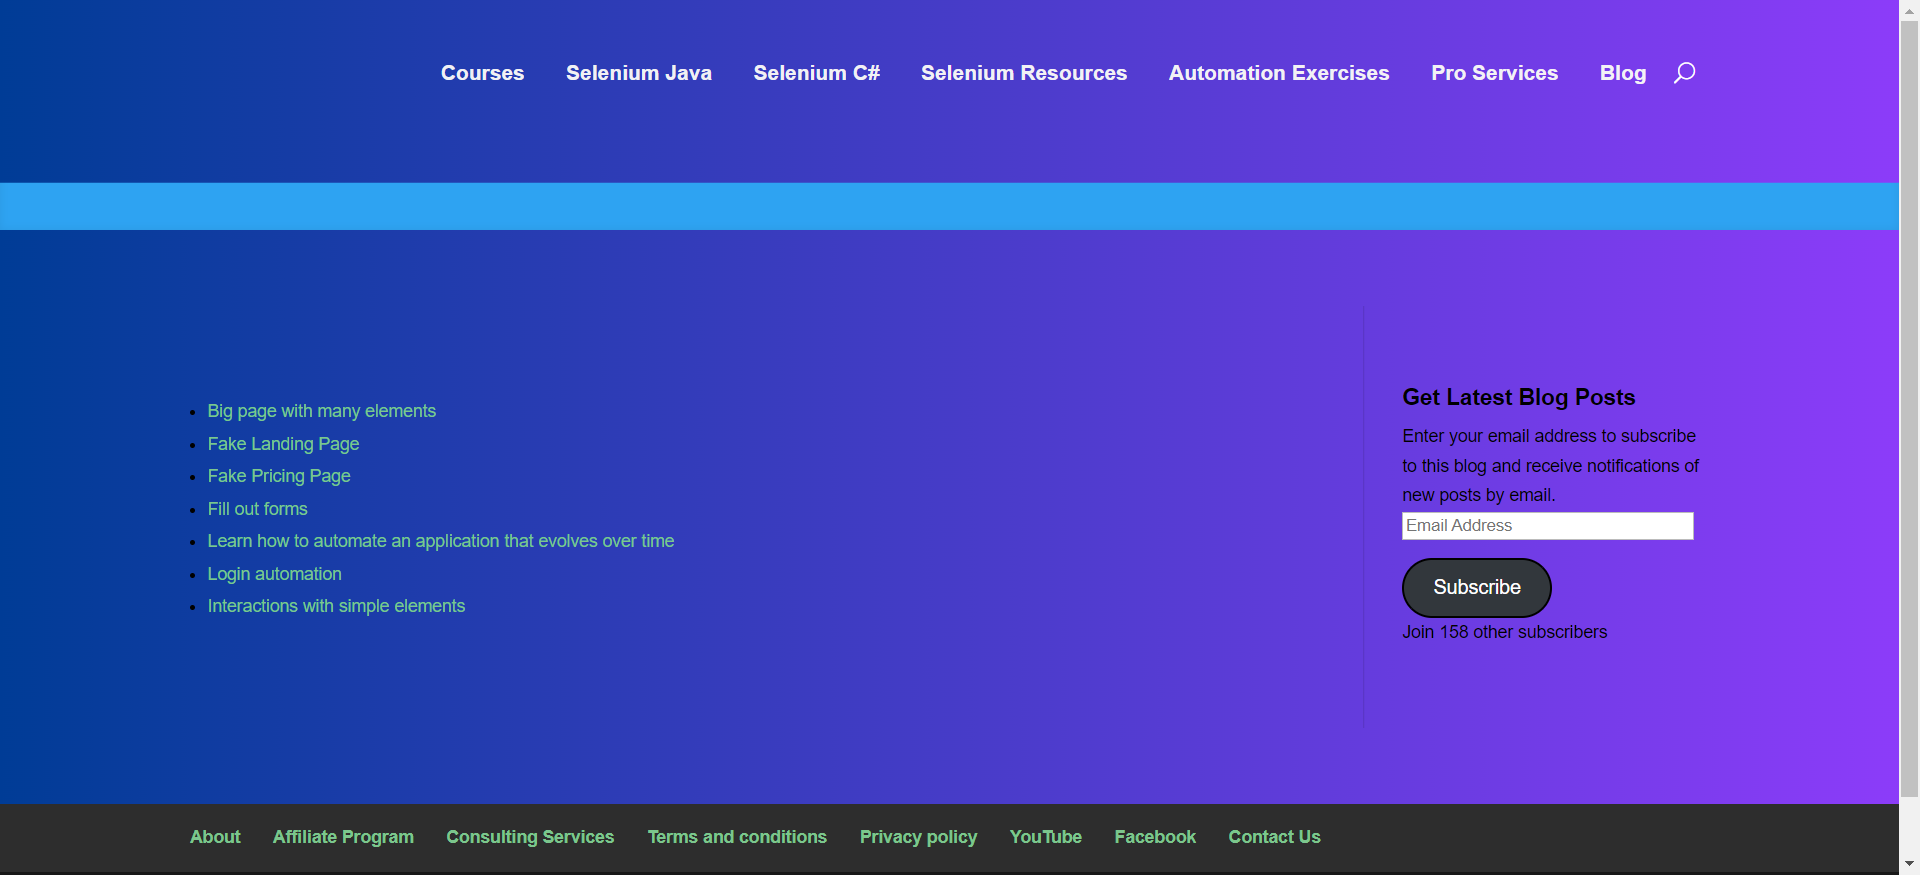 Courses Selenium Java Selenium C# Selenium Resources Automation Exercises Pro Services Blog
Big page with many elements
Fake Landing Page
Fake Pricing Page
Fill out forms
Learn how to automate an application that evolves over time
Login automation
Interactions with simple elements
Get Latest Blog Posts
Enter your email address to subscribe
to this blog and receive notifications of
new posts by email.
Email Address
Subscribe
Join 158 other subscribers
About Affiliate Program Consulting Services Terms and conditions Privacy policy YouTube Facebook Contact Us